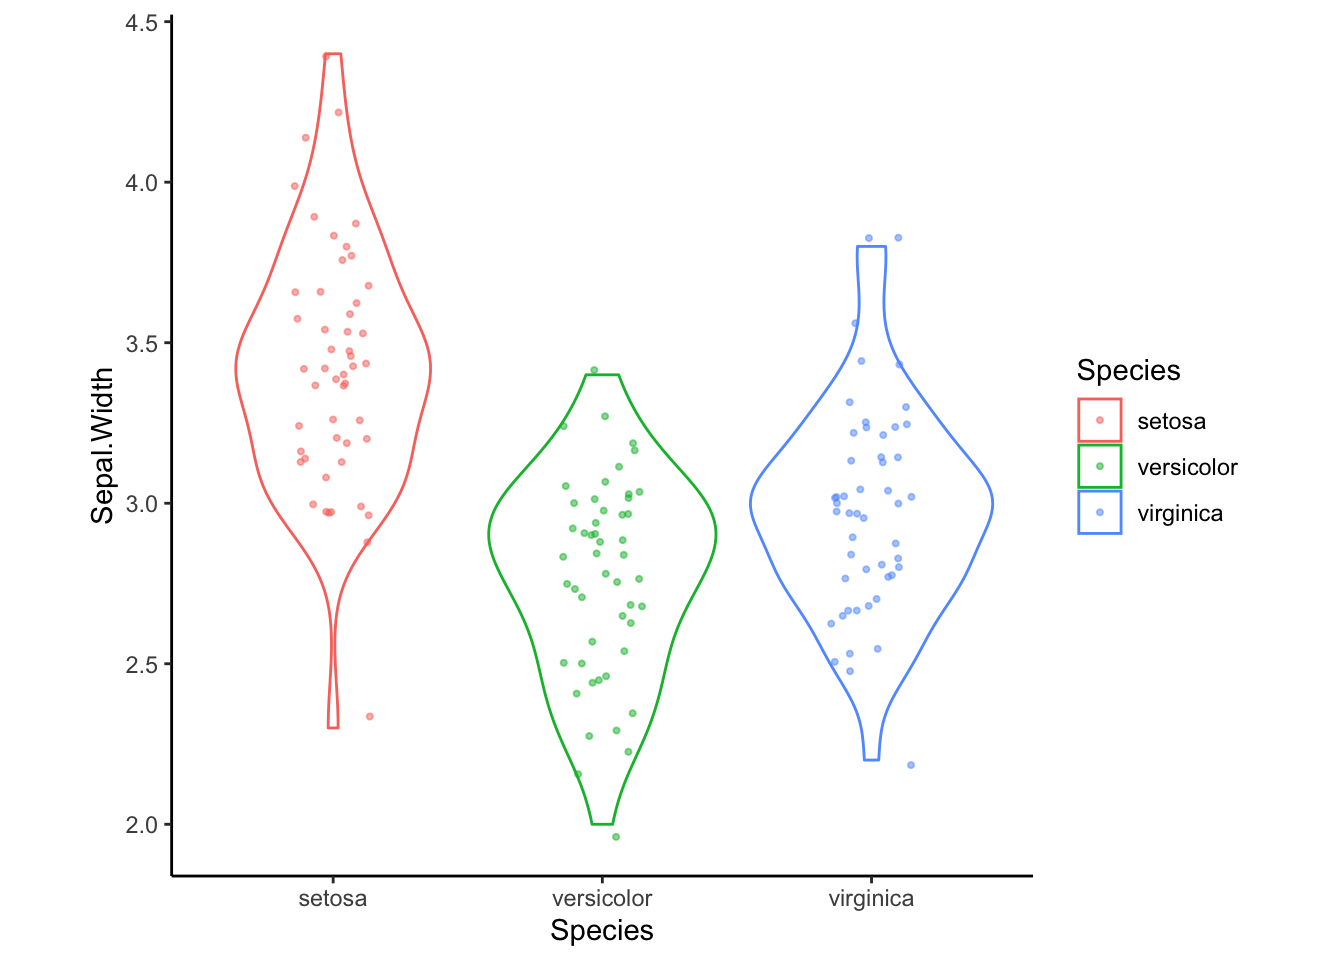 4.5
4.0
3.5
3.0
2.5
2.0
Sepal.Width
setosa
versicolor
virginica
Species
Species
setosa
versicolor
virginica